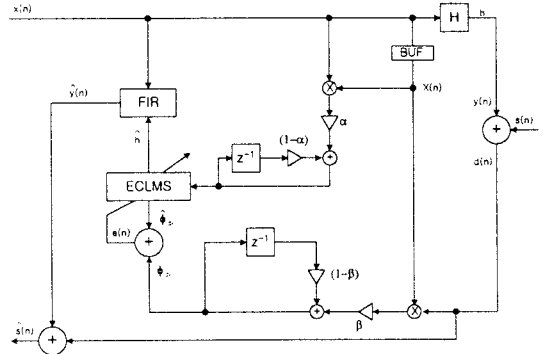 x(n)
H
h
BUF
ŷ(n)
FIR
X(n)
y(n)
s(n)
ĥ
α
(1-α)
z⁻¹
d(n)
ECLMS
e(n)
z⁻¹
(1-β)
β
ŝ(n)